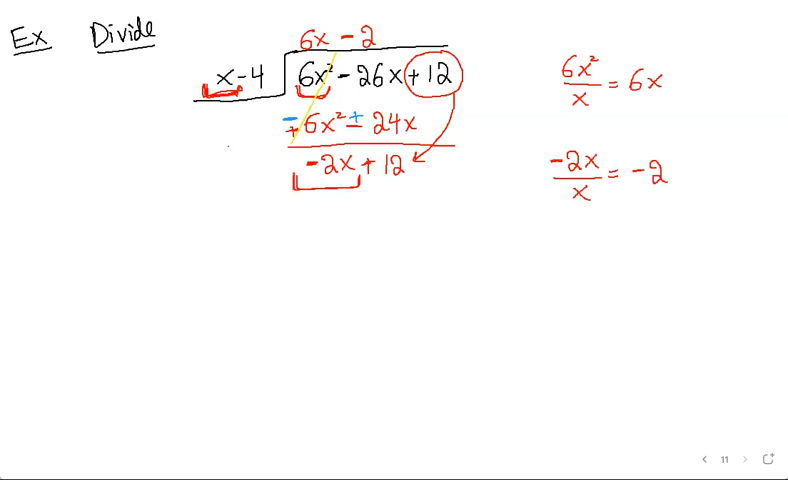 Ex Divide
6x - 2
x-4 6x² - 26x + 12
- + 6x² + - 24x
-2x + 12
6x² / x = 6x
-2x / x = -2
11